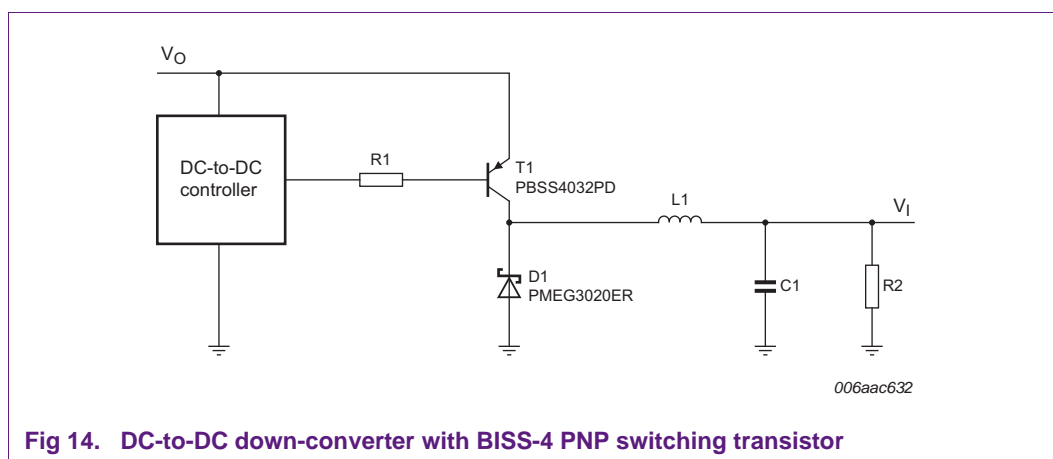 VO
DC-to-DC
controller
R1
T1
PBSS4032PD
L1
VI
D1
PMEG3020ER
C1
R2
006aac632
Fig 14. DC-to-DC down-converter with BISS-4 PNP switching transistor